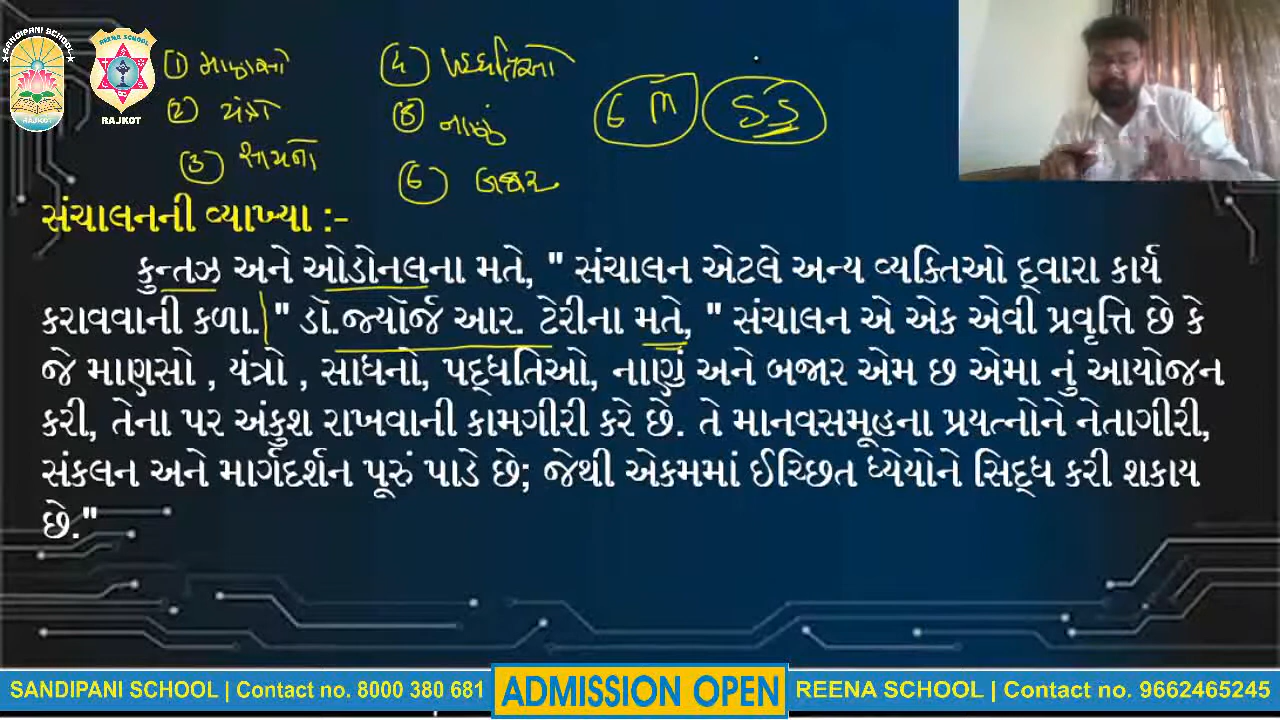 SANDIPANI SCHOOL
RAJKOT
REENA SCHOOL
RAJKOT
① માણસો
② યંત્રો
③ સાધનો
④ પધ્ધતિઓ
⑤ નાણું
⑥ બજાર
6 M
સંચાલનની વ્યાખ્યા :-
કુન્તઝ અને ઓડોનલના મતે, " સંચાલન એટલે અન્ય વ્યક્તિઓ દ્વારા કાર્ય
કરાવવાની કળા. " ડૉ.જ્યૉર્જ આર. ટેરીના મતે, " સંચાલન એ એક એવી પ્રવૃત્તિ છે કે
જે માણસો , યંત્રો , સાધનો, પદ્ધતિઓ, નાણું અને બજાર એમ છ એમા નું આયોજન
કરી, તેના પર અંકુશ રાખવાની કામગીરી કરે છે. તે માનવસમૂહના પ્રયત્નોને નેતાગીરી,
સંકલન અને માર્ગદર્શન પૂરું પાડે છે; જેથી એકમમાં ઈચ્છિત ધ્યેયોને સિદ્ધ કરી શકાય
છે."
SANDIPANI SCHOOL | Contact no. 8000 380 681
ADMISSION OPEN
REENA SCHOOL | Contact no. 9662465245